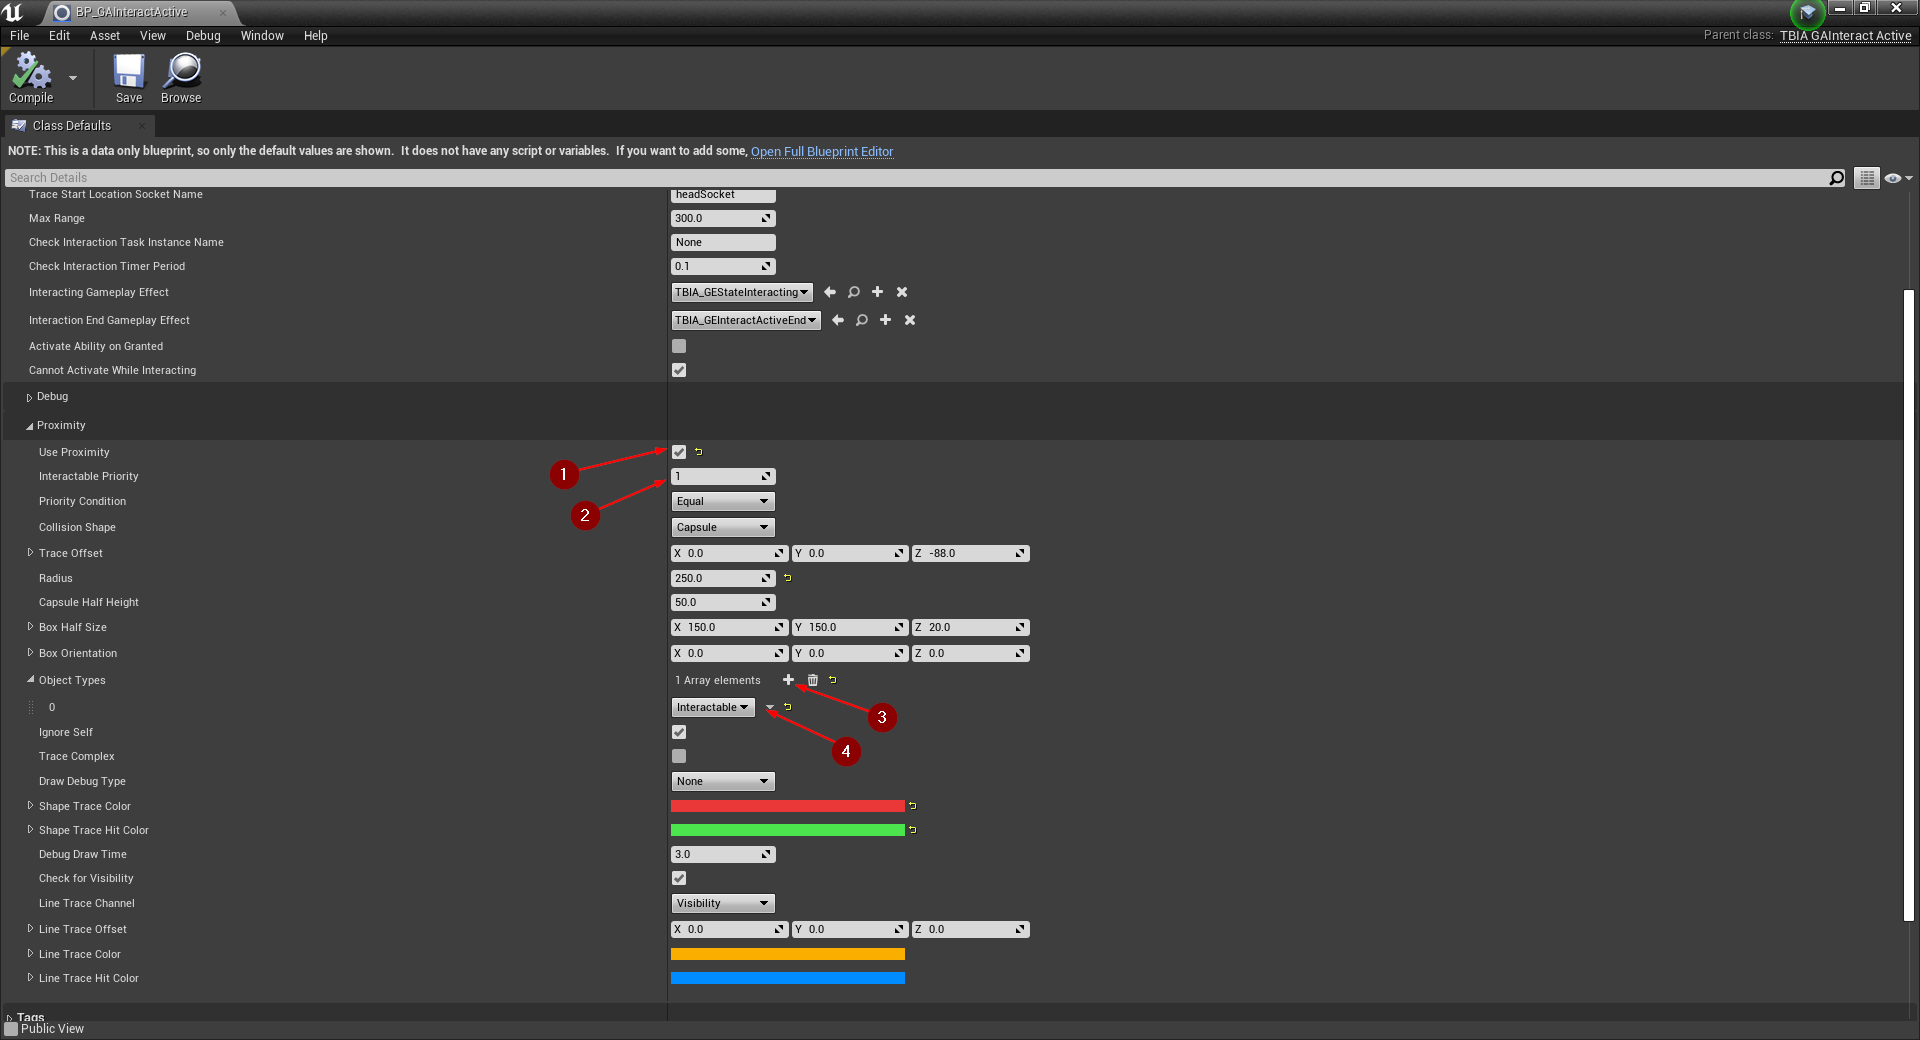 BP_GAInteractActive
File Edit Asset View Debug Window Help
Parent class: TBIA GAInteract Active
Compile Save Browse
Class Defaults
NOTE: This is a data only blueprint, so only the default values are shown. It does not have any script or variables. If you want to add some, Open Full Blueprint Editor
Search Details
Trace Start Location Socket Name headSocket
Max Range 300.0
Check Interaction Task Instance Name None
Check Interaction Timer Period 0.1
Interacting Gameplay Effect TBIA_GEStateInteracting
Interaction End Gameplay Effect TBIA_GEInteractActiveEnd
Activate Ability on Granted
Cannot Activate While Interacting
Debug
Proximity
Use Proximity
1
Interactable Priority 1
2
Priority Condition Equal
Collision Shape Capsule
Trace Offset X 0.0 Y 0.0 Z -88.0
Radius 250.0
Capsule Half Height 50.0
Box Half Size X 150.0 Y 150.0 Z 20.0
Box Orientation X 0.0 Y 0.0 Z 0.0
Object Types 1 Array elements
0 Interactable
3
Ignore Self
4
Trace Complex
Draw Debug Type None
Shape Trace Color
Shape Trace Hit Color
Debug Draw Time 3.0
Check for Visibility
Line Trace Channel Visibility
Line Trace Offset X 0.0 Y 0.0 Z 0.0
Line Trace Color
Line Trace Hit Color
Tags
Public View